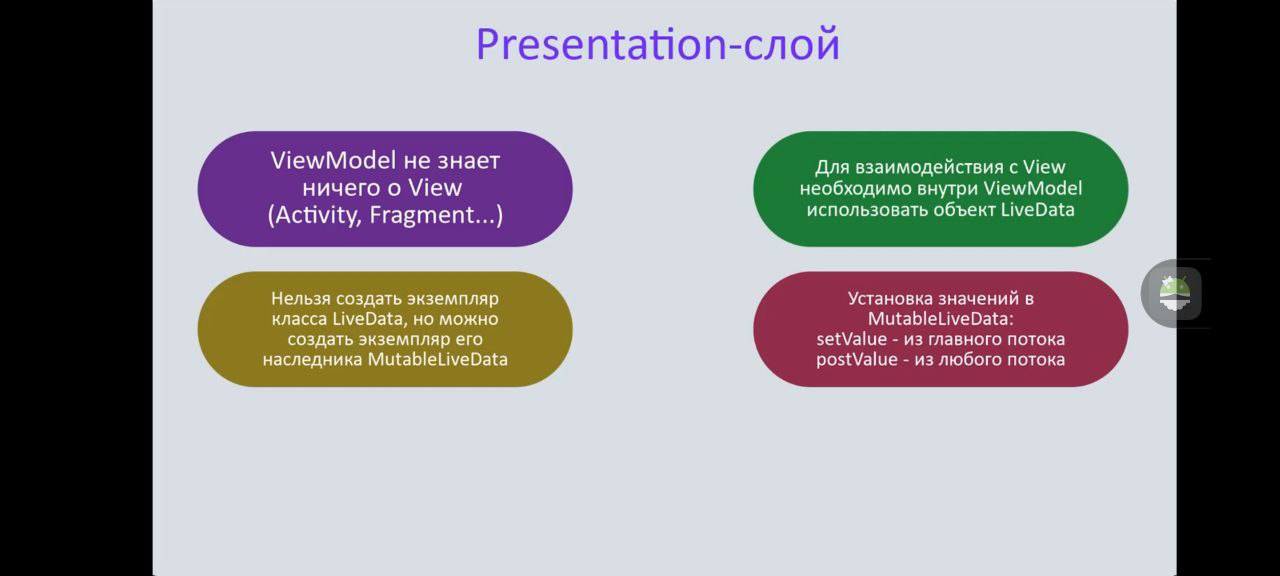 Presentation-слой
ViewModel не знает
ничего о View
(Activity, Fragment...)
Для взаимодействия с View
необходимо внутри ViewModel
использовать объект LiveData
Нельзя создать экземпляр
класса LiveData, но можно
создать экземпляр его
наследника MutableLiveData
Установка значений в
MutableLiveData:
setValue - из главного потока
postValue - из любого потока